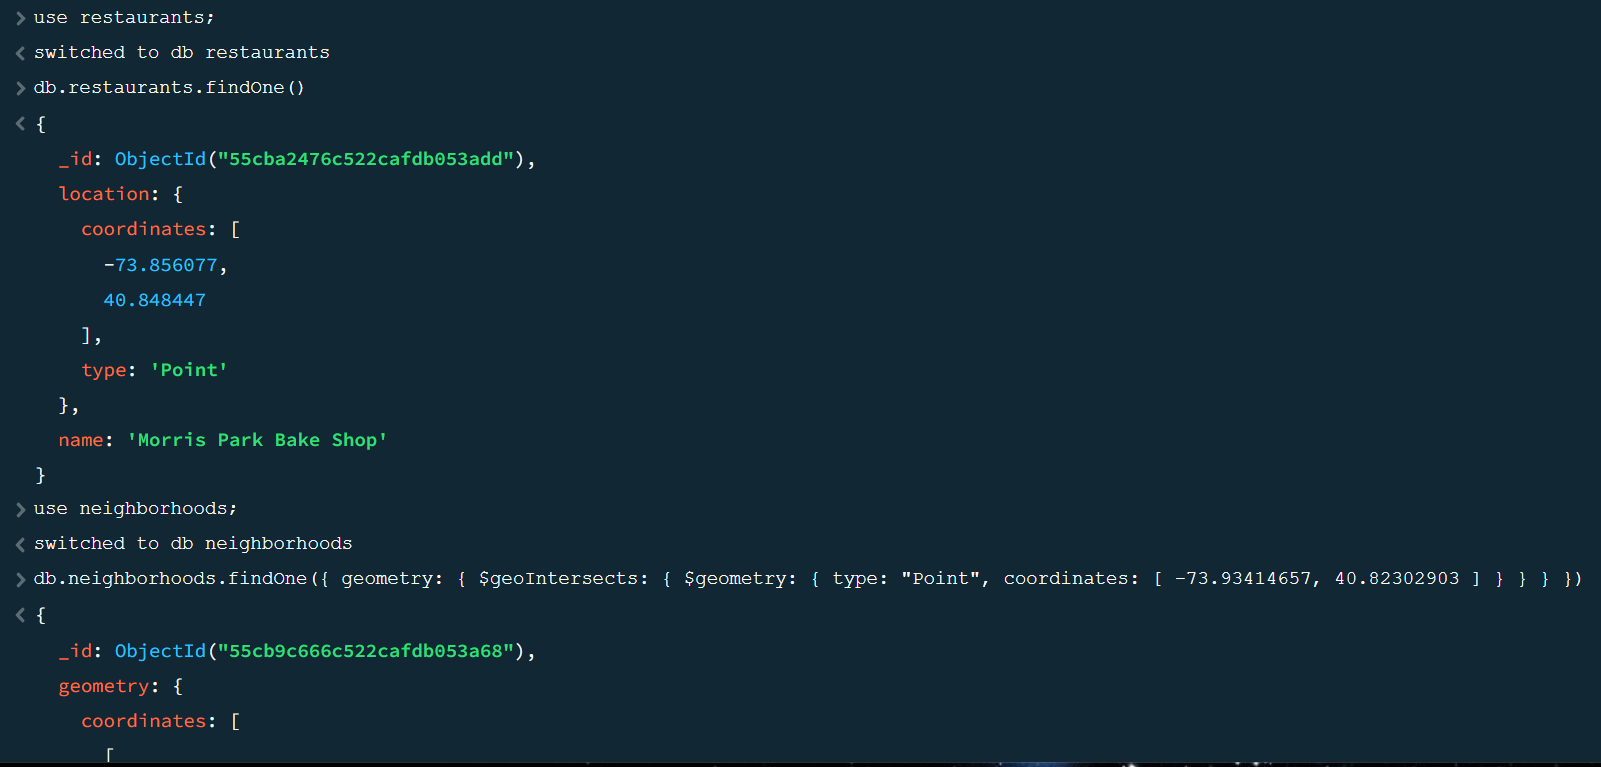 > use restaurants;
< switched to db restaurants
> db.restaurants.findOne()
< {
_id: ObjectId("55cba2476c522cafdb053add"),
location: {
coordinates: [
-73.856077,
40.848447
],
type: 'Point'
},
name: 'Morris Park Bake Shop'
}
> use neighborhoods;
< switched to db neighborhoods
> db.neighborhoods.findOne({ geometry: { $geoIntersects: { $geometry: { type: "Point", coordinates: [ -73.93414657, 40.82302903 ] } } } })
< {
_id: ObjectId("55cb9c666c522cafdb053a68"),
geometry: {
coordinates: [
[